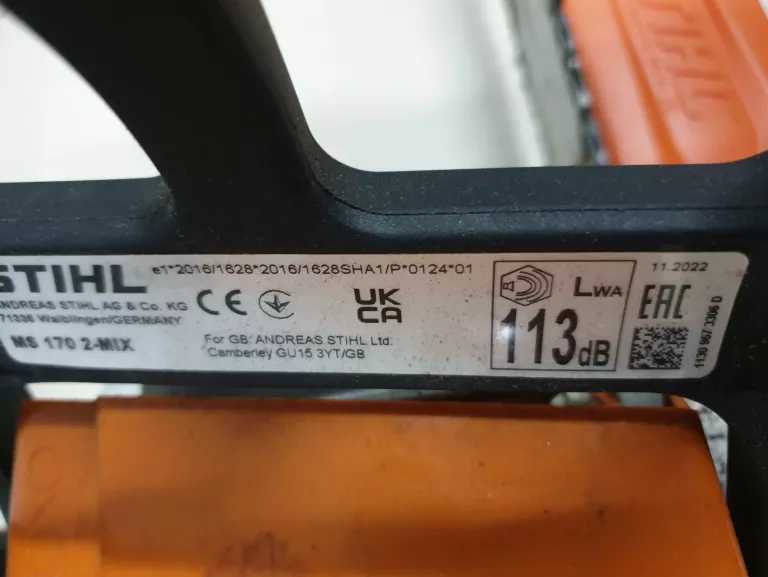 STIHL
STIHL
e1*2016/1628*2016/1628SHA1/P*0124*01
ANDREAS STIHL AG & Co. KG
71336 Waiblingen/GERMANY
MS 170 2-MIX
CE
UK
CA
For GB: ANDREAS STIHL Ltd.
Camberley GU15 3YT/GB
LWA
113dB
11.2022
EAC
1130 967 3306 D